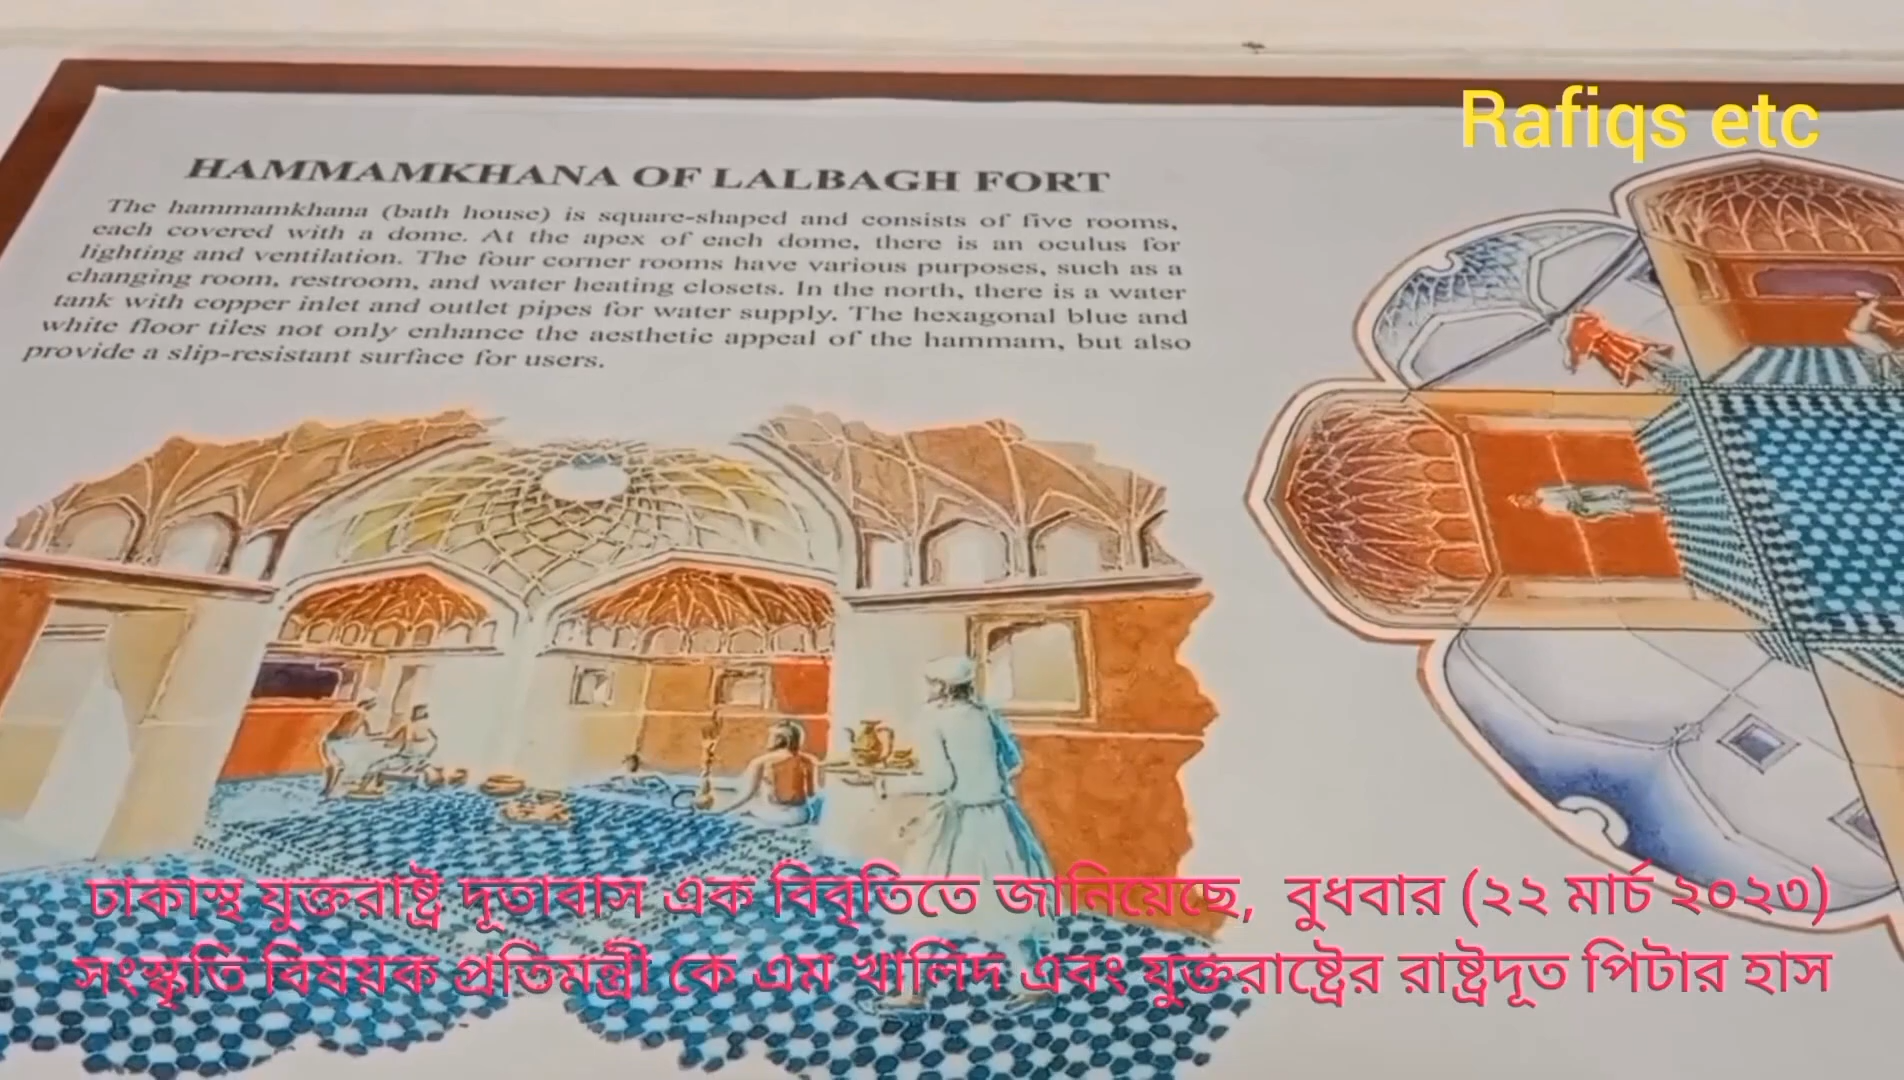 Rafiqs etc
HAMMAMKHANA OF LALBAGH FORT
The hammamkhana (bath house) is square-shaped and consists of five rooms,
each covered with a dome. At the apex of each dome, there is an oculus for
lighting and ventilation. The four corner rooms have various purposes, such as a
changing room, restroom, and water heating closets. In the north, there is a water
tank with copper inlet and outlet pipes for water supply. The hexagonal blue and
white floor tiles not only enhance the aesthetic appeal of the hammam, but also
provide a slip-resistant surface for users.
ঢাকাস্থ যুক্তরাষ্ট্র দূতাবাস এক বিবৃতিতে জানিয়েছে, বুধবার (২২ মার্চ ২০২৩)
সংস্কৃতি বিষয়ক প্রতিমন্ত্রী কে এম খালিদ এবং যুক্তরাষ্ট্রের রাষ্ট্রদূত পিটার হাস